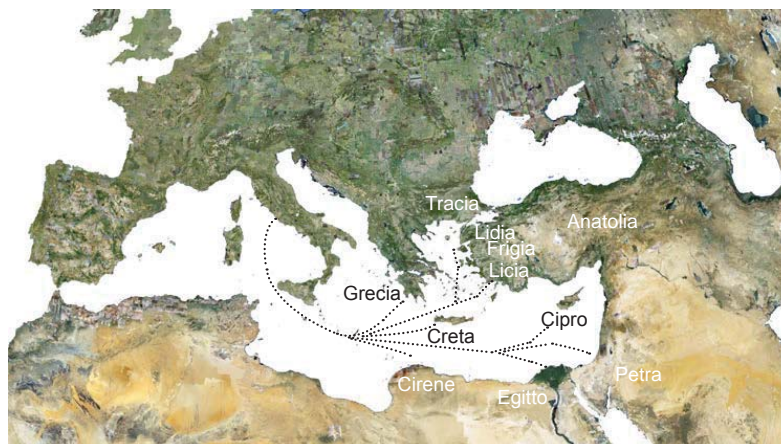 Tracia
Lidia
Anatolia
Frigia
Licia
Grecia
Creta
Cipro
Cirene
Egitto
Petra